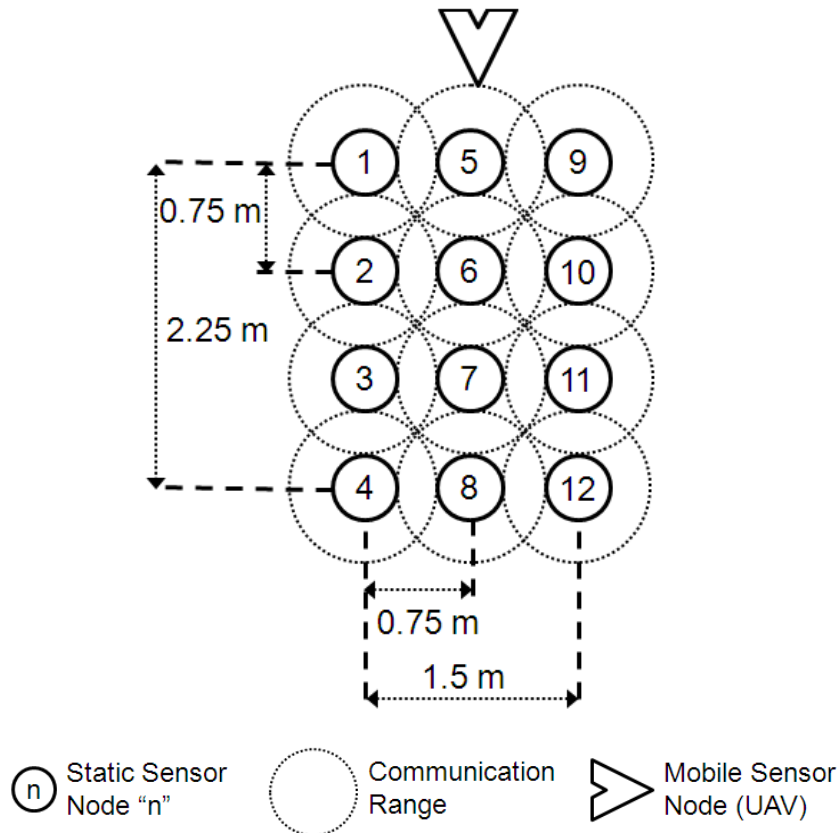 1 5 9
0.75 m
2 6 10
2.25 m
3 7 11
4 8 12
0.75 m
1.5 m
n Static Sensor
Node “n”
Communication
Range
Mobile Sensor
Node (UAV)